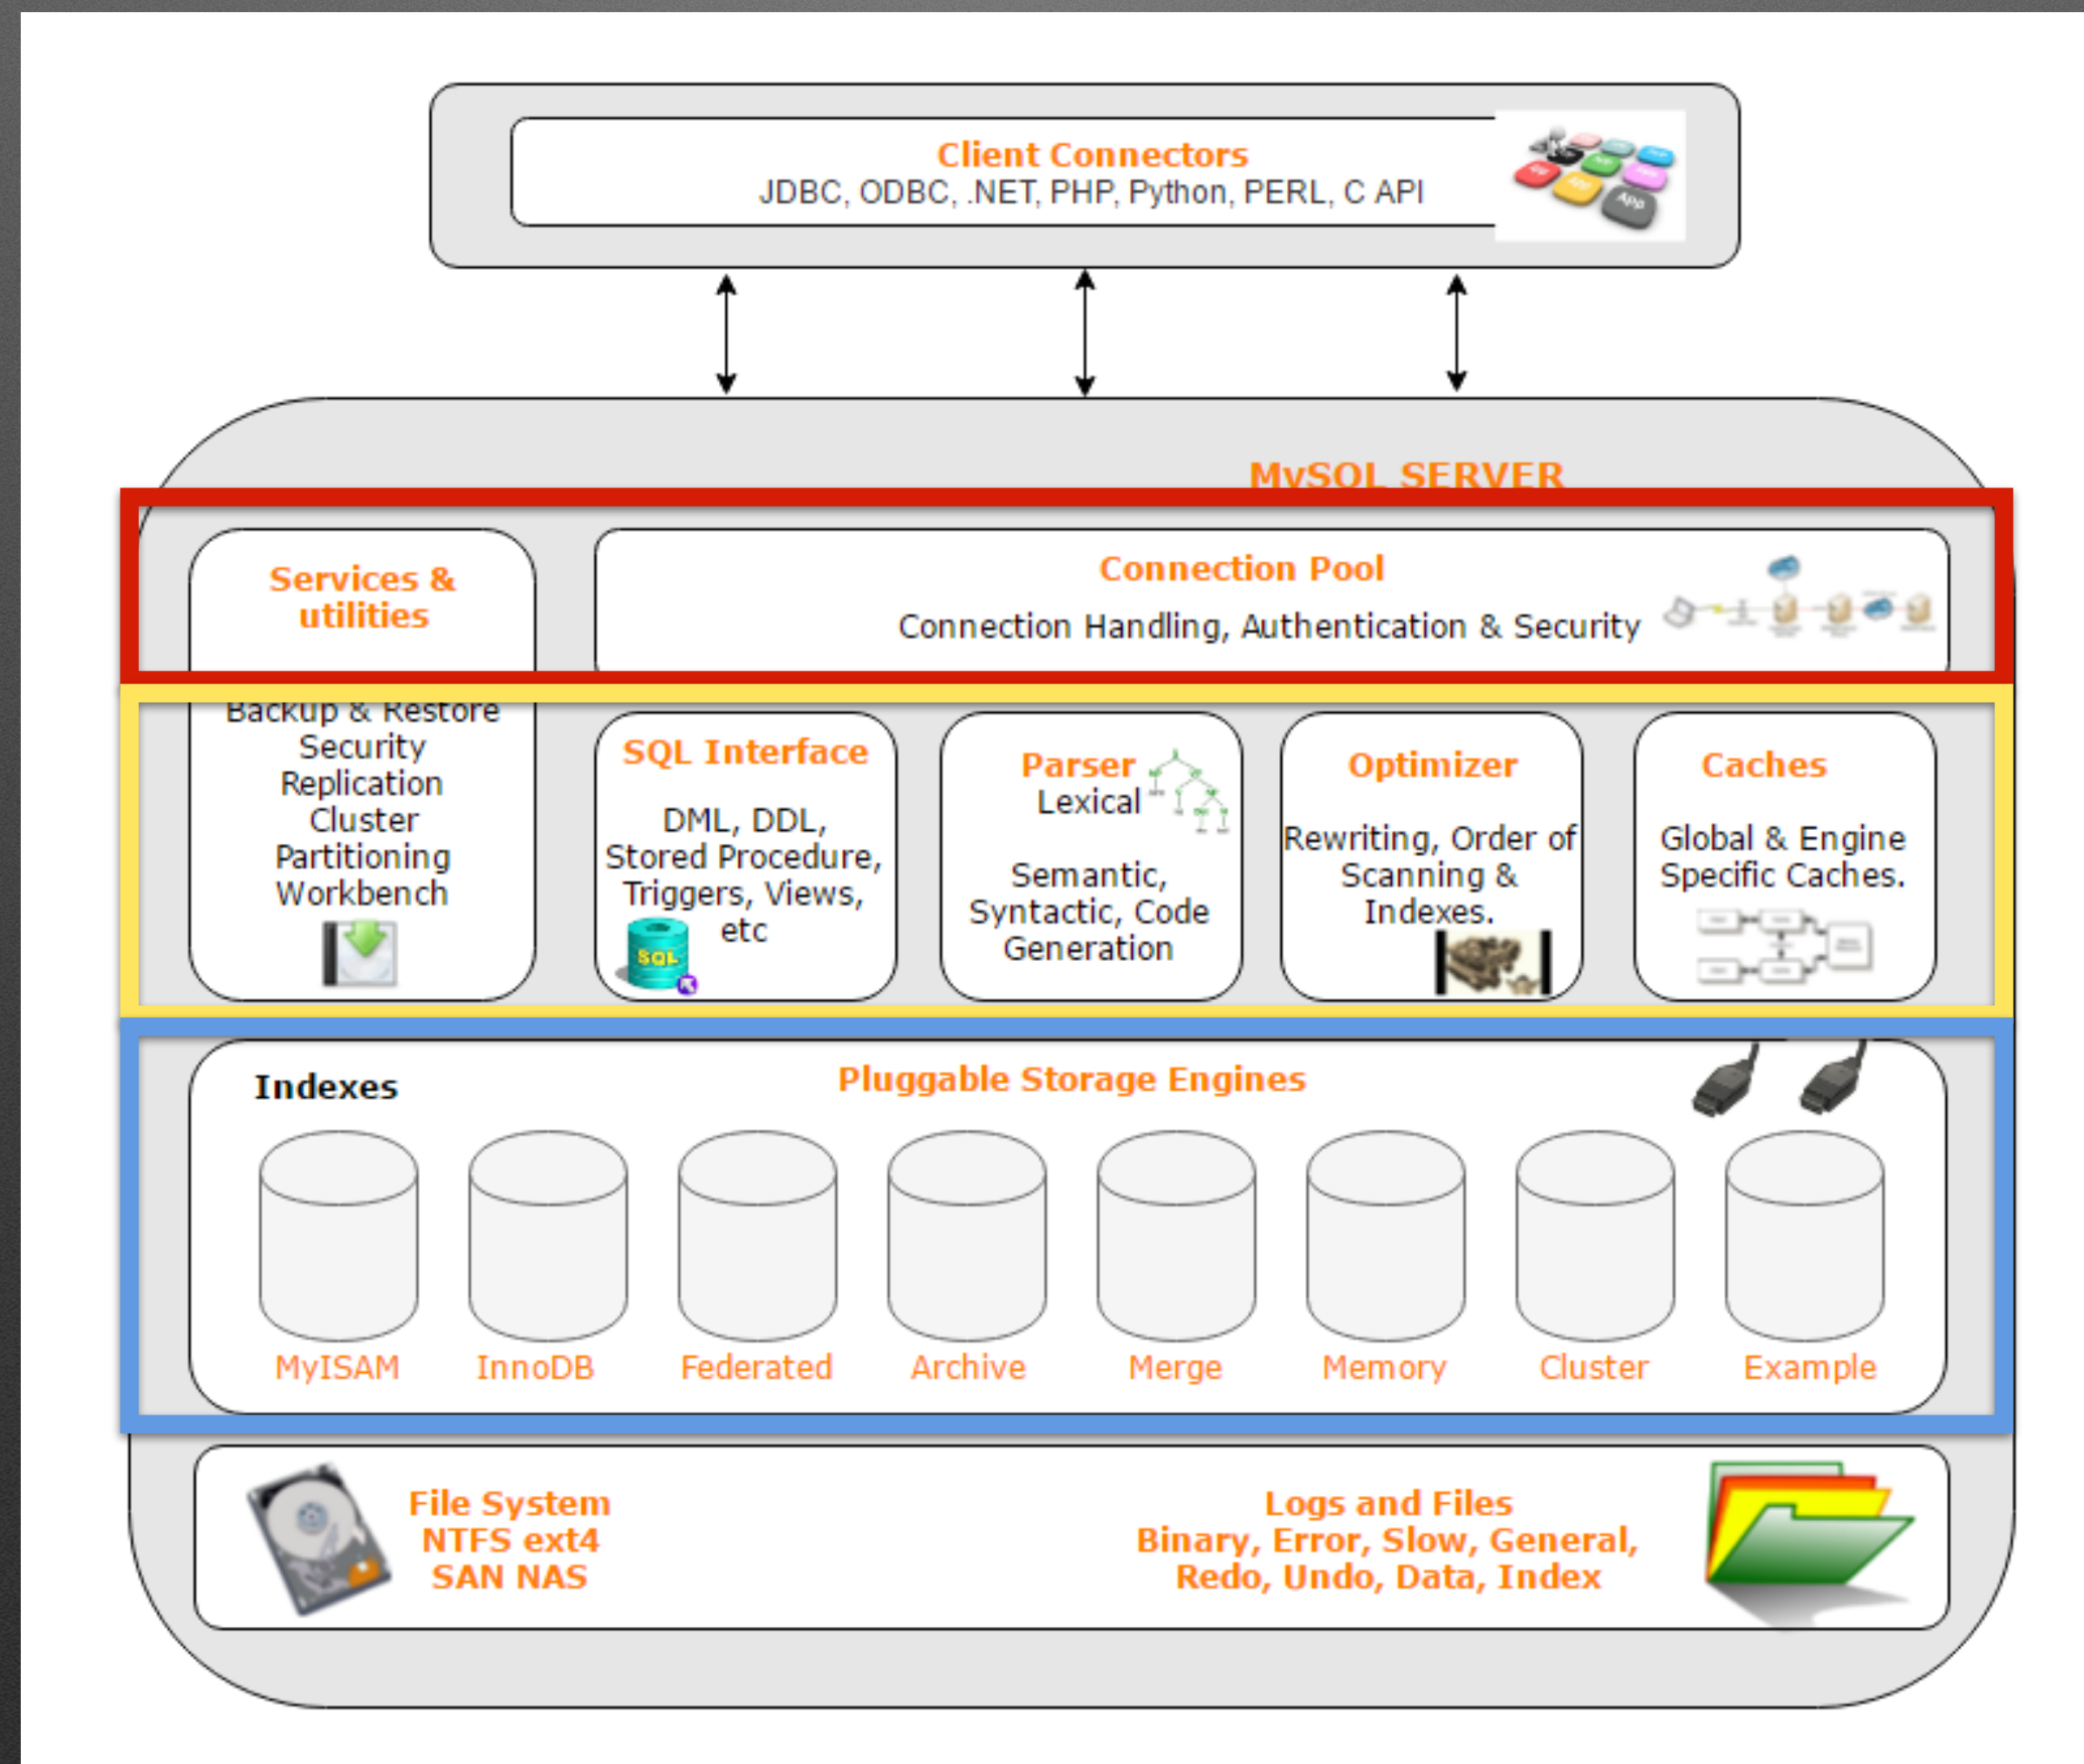 Client Connectors
JDBC, ODBC, .NET, PHP, Python, PERL, C API
MySQL SERVER
Services &
utilities
Backup & Restore
Security
Replication
Cluster
Partitioning
Workbench
Connection Pool
Connection Handling, Authentication & Security
SQL Interface
DML, DDL,
Stored Procedure,
Triggers, Views,
etc
SQL
Parser
Lexical
Semantic,
Syntactic, Code
Generation
Optimizer
Rewriting, Order of
Scanning &
Indexes.
Caches
Global & Engine
Specific Caches.
Indexes
Pluggable Storage Engines
MyISAM
InnoDB
Federated
Archive
Merge
Memory
Cluster
Example
File System
NTFS ext4
SAN NAS
Logs and Files
Binary, Error, Slow, General,
Redo, Undo, Data, Index